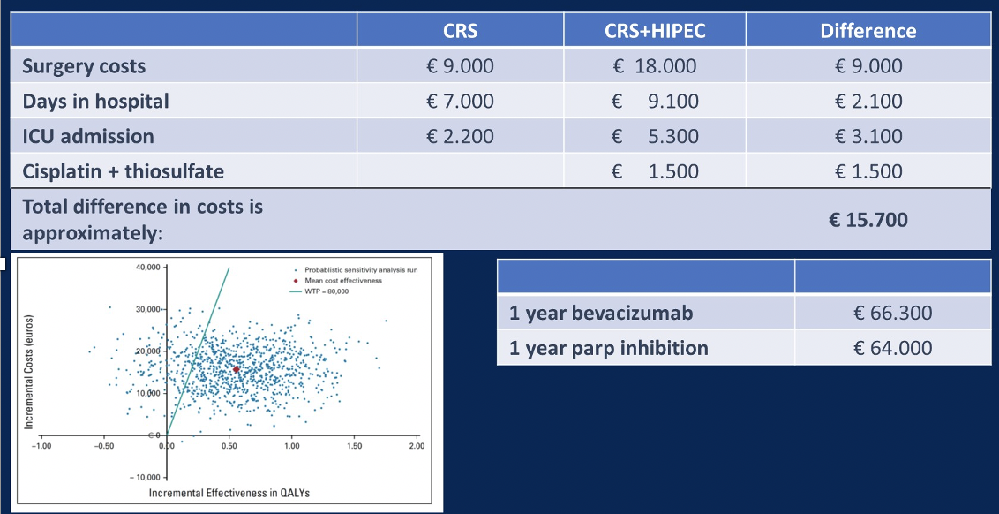 CRS CRS+HIPEC Difference
Surgery costs € 9.000 € 18.000 € 9.000
Days in hospital € 7.000 € 9.100 € 2.100
ICU admission € 2.200 € 5.300 € 3.100
Cisplatin + thiosulfate € 1.500 € 1.500
Total difference in costs is
approximately: € 15.700
40,000
30,000
20,000
10,000
€ 0
– 10,000
–1.00 –0.50 0.00 0.50 1.00 1.50 2.00
Incremental Costs (euros)
Incremental Effectiveness in QALYs
Probablistic sensitivity analysis run
Mean cost effectiveness
WTP = 80,000
1 year bevacizumab € 66.300
1 year parp inhibition € 64.000